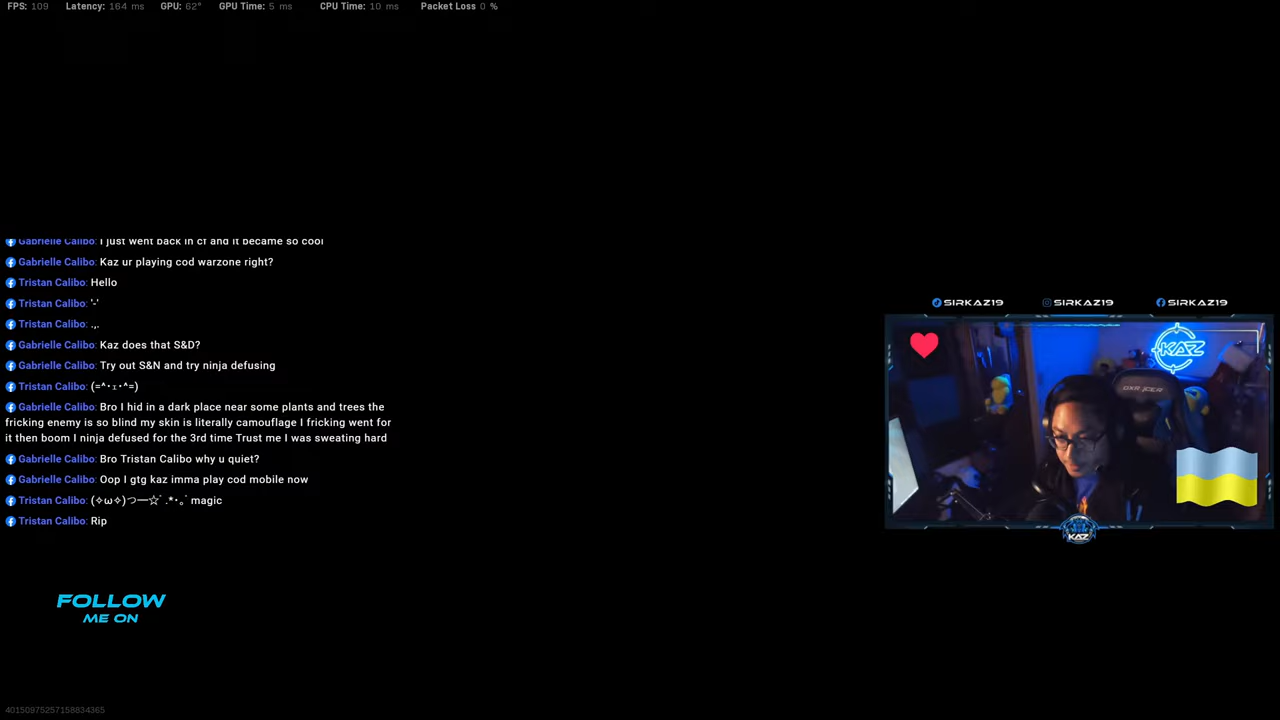 FPS: 109 Latency: 164 ms GPU: 62° GPU Time: 5 ms CPU Time: 10 ms Packet Loss 0 %
Gabrielle Calibo: I just went back in cf and it became so cool
Gabrielle Calibo: Kaz ur playing cod warzone right?
Tristan Calibo: Hello
Tristan Calibo: '-'
Tristan Calibo: .,.
Gabrielle Calibo: Kaz does that S&D?
Gabrielle Calibo: Try out S&N and try ninja defusing
Tristan Calibo: (=^･ｪ･^=)
Gabrielle Calibo: Bro I hid in a dark place near some plants and trees the
fricking enemy is so blind my skin is literally camouflage I fricking went for
it then boom I ninja defused for the 3rd time Trust me I was sweating hard
Gabrielle Calibo: Bro Tristan Calibo why u quiet?
Gabrielle Calibo: Oop I gtg kaz imma play cod mobile now
Tristan Calibo: (✧ω✧)つ━☆ﾟ.*･｡ﾟmagic
Tristan Calibo: Rip
SIRKAZ19 SIRKAZ19 SIRKAZ19
KAZ
KAZ
FOLLOW
ME ON
40150975257158834365